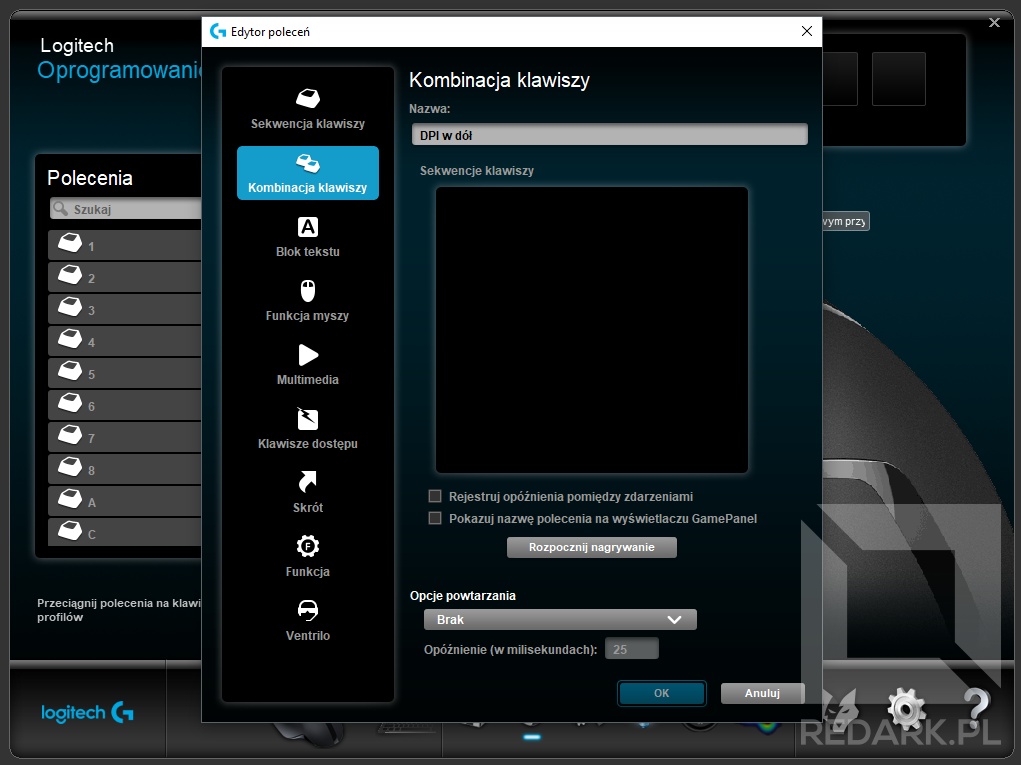 Logitech
Oprogramowanie
Polecenia
Szukaj
1
2
3
4
5
6
7
8
A
C
Przeciągnij polecenia na klawi
profilów
logitech G
Edytor poleceń
Sekwencja klawiszy
Kombinacja klawiszy
Blok tekstu
Funkcja myszy
Multimedia
Klawisze dostępu
Skrót
Funkcja
Ventrilo
Kombinacja klawiszy
Nazwa:
DPI w dół
Sekwencje klawiszy
Rejestruj opóźnienia pomiędzy zdarzeniami
Pokazuj nazwę polecenia na wyświetlaczu GamePanel
Rozpocznij nagrywanie
Opcje powtarzania
Brak
Opóźnienie (w milisekundach): 25
OK Anuluj
wym przy
?
REDARK.PL